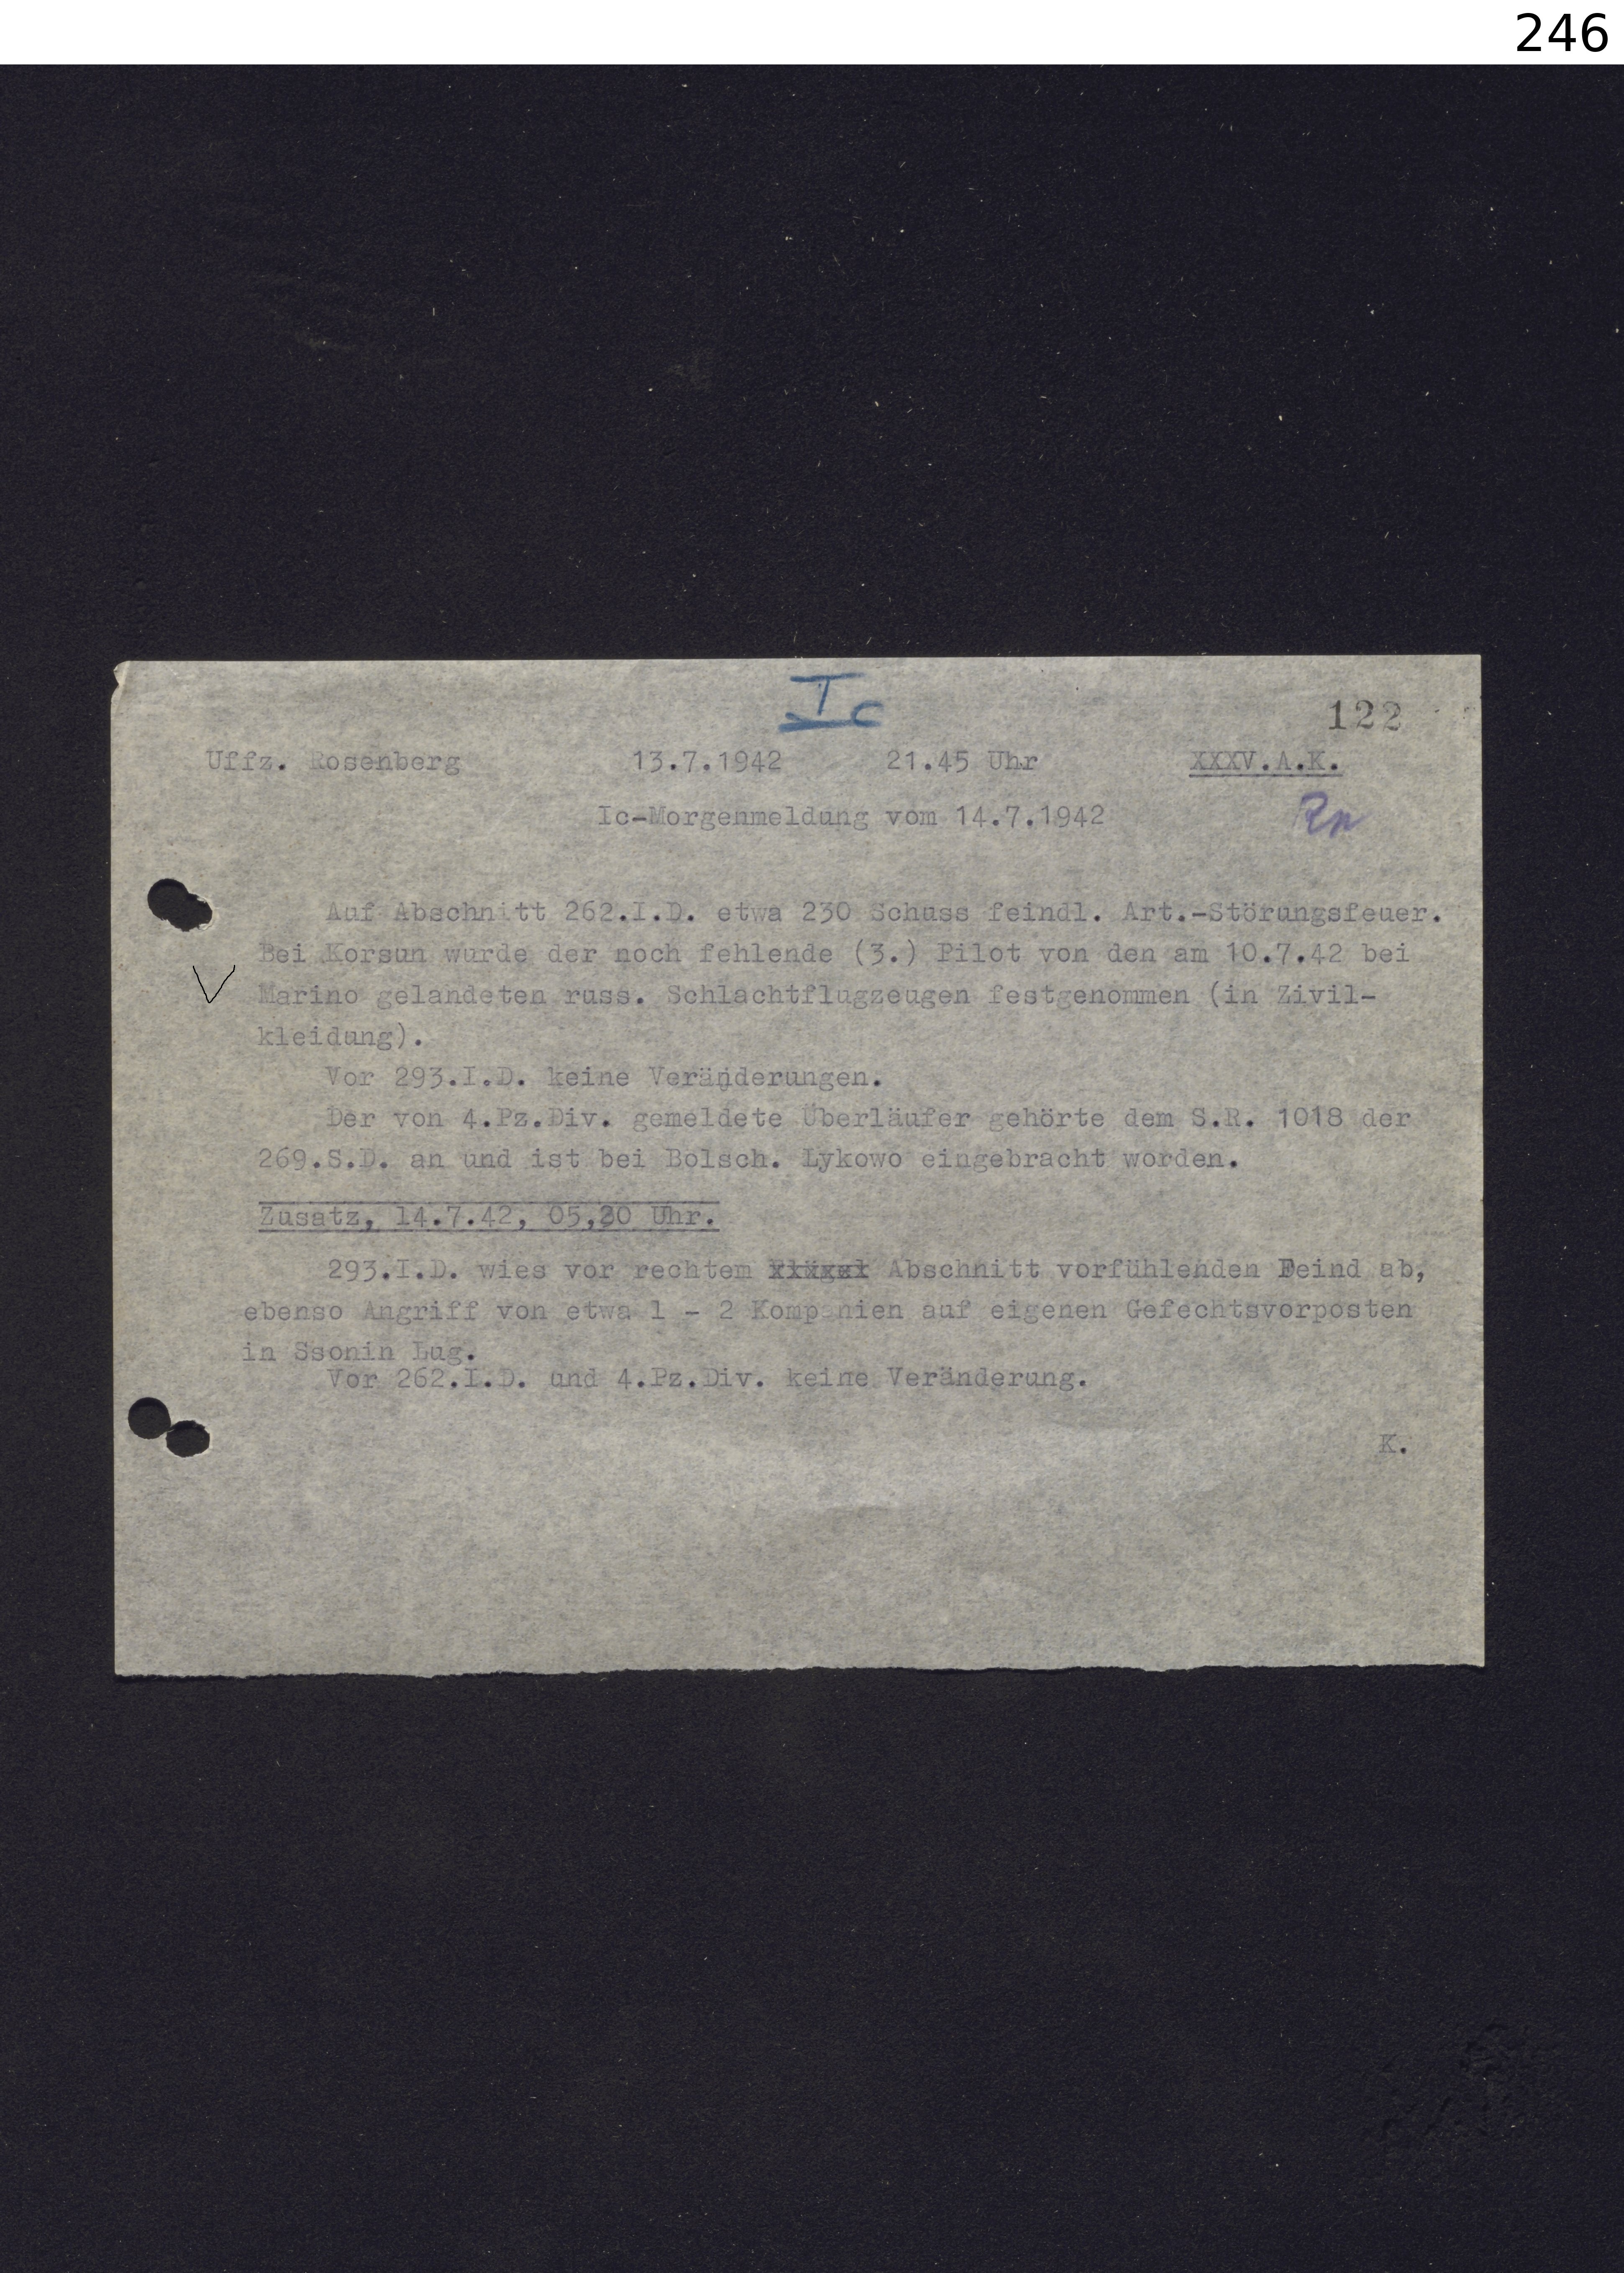 246
Ic
122
Uffz. Rosenberg 13.7.1942 21.45 Uhr XXXV.A.K.
Ic-Morgenmeldung vom 14.7.1942
Auf Abschnitt 262.I.D. etwa 230 Schuss feindl. Art.-Störungsfeuer.
Bei Korsun wurde der noch fehlende (3.) Pilot von den am 10.7.42 bei
Marino gelandeten russ. Schlachtflugzeugen festgenommen (in Zivil-
kleidung).
Vor 293.I.D. keine Veränderungen.
Der von 4.Pz.Div. gemeldete Überläufer gehörte dem S.R. 1018 der
269.S.D. an und ist bei Bolsch. Lykowo eingebracht worden.
Zusatz, 14.7.42, 05,20 Uhr.
293.I.D. wies vor rechtem Abschnitt vorfühlenden Feind ab,
ebenso Angriff von etwa 1 - 2 Kompanien auf eigenen Gefechtsvorposten
in Ssonin Lug.
Vor 262.I.D. und 4.Pz.Div. keine Veränderung.
K.